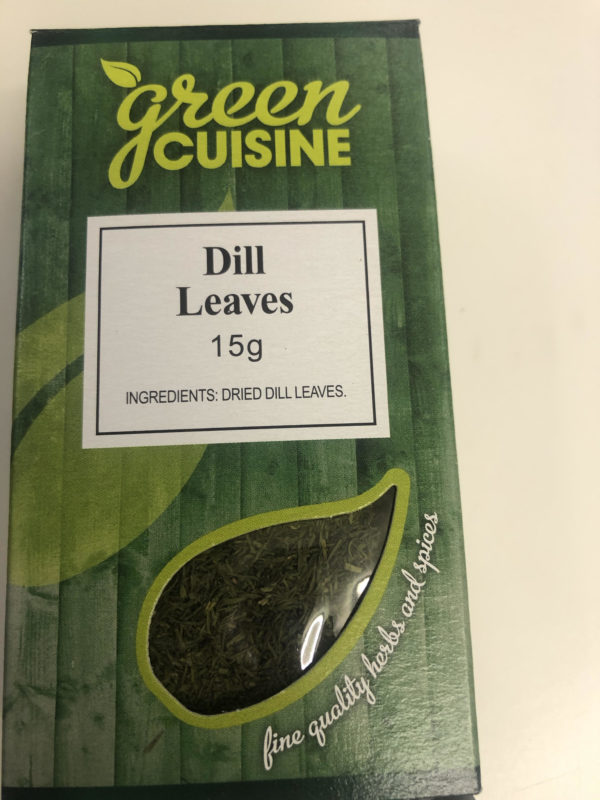 green
CUISINE
Dill
Leaves
15g
INGREDIENTS: DRIED DILL LEAVES.
fine quality herbs and spices